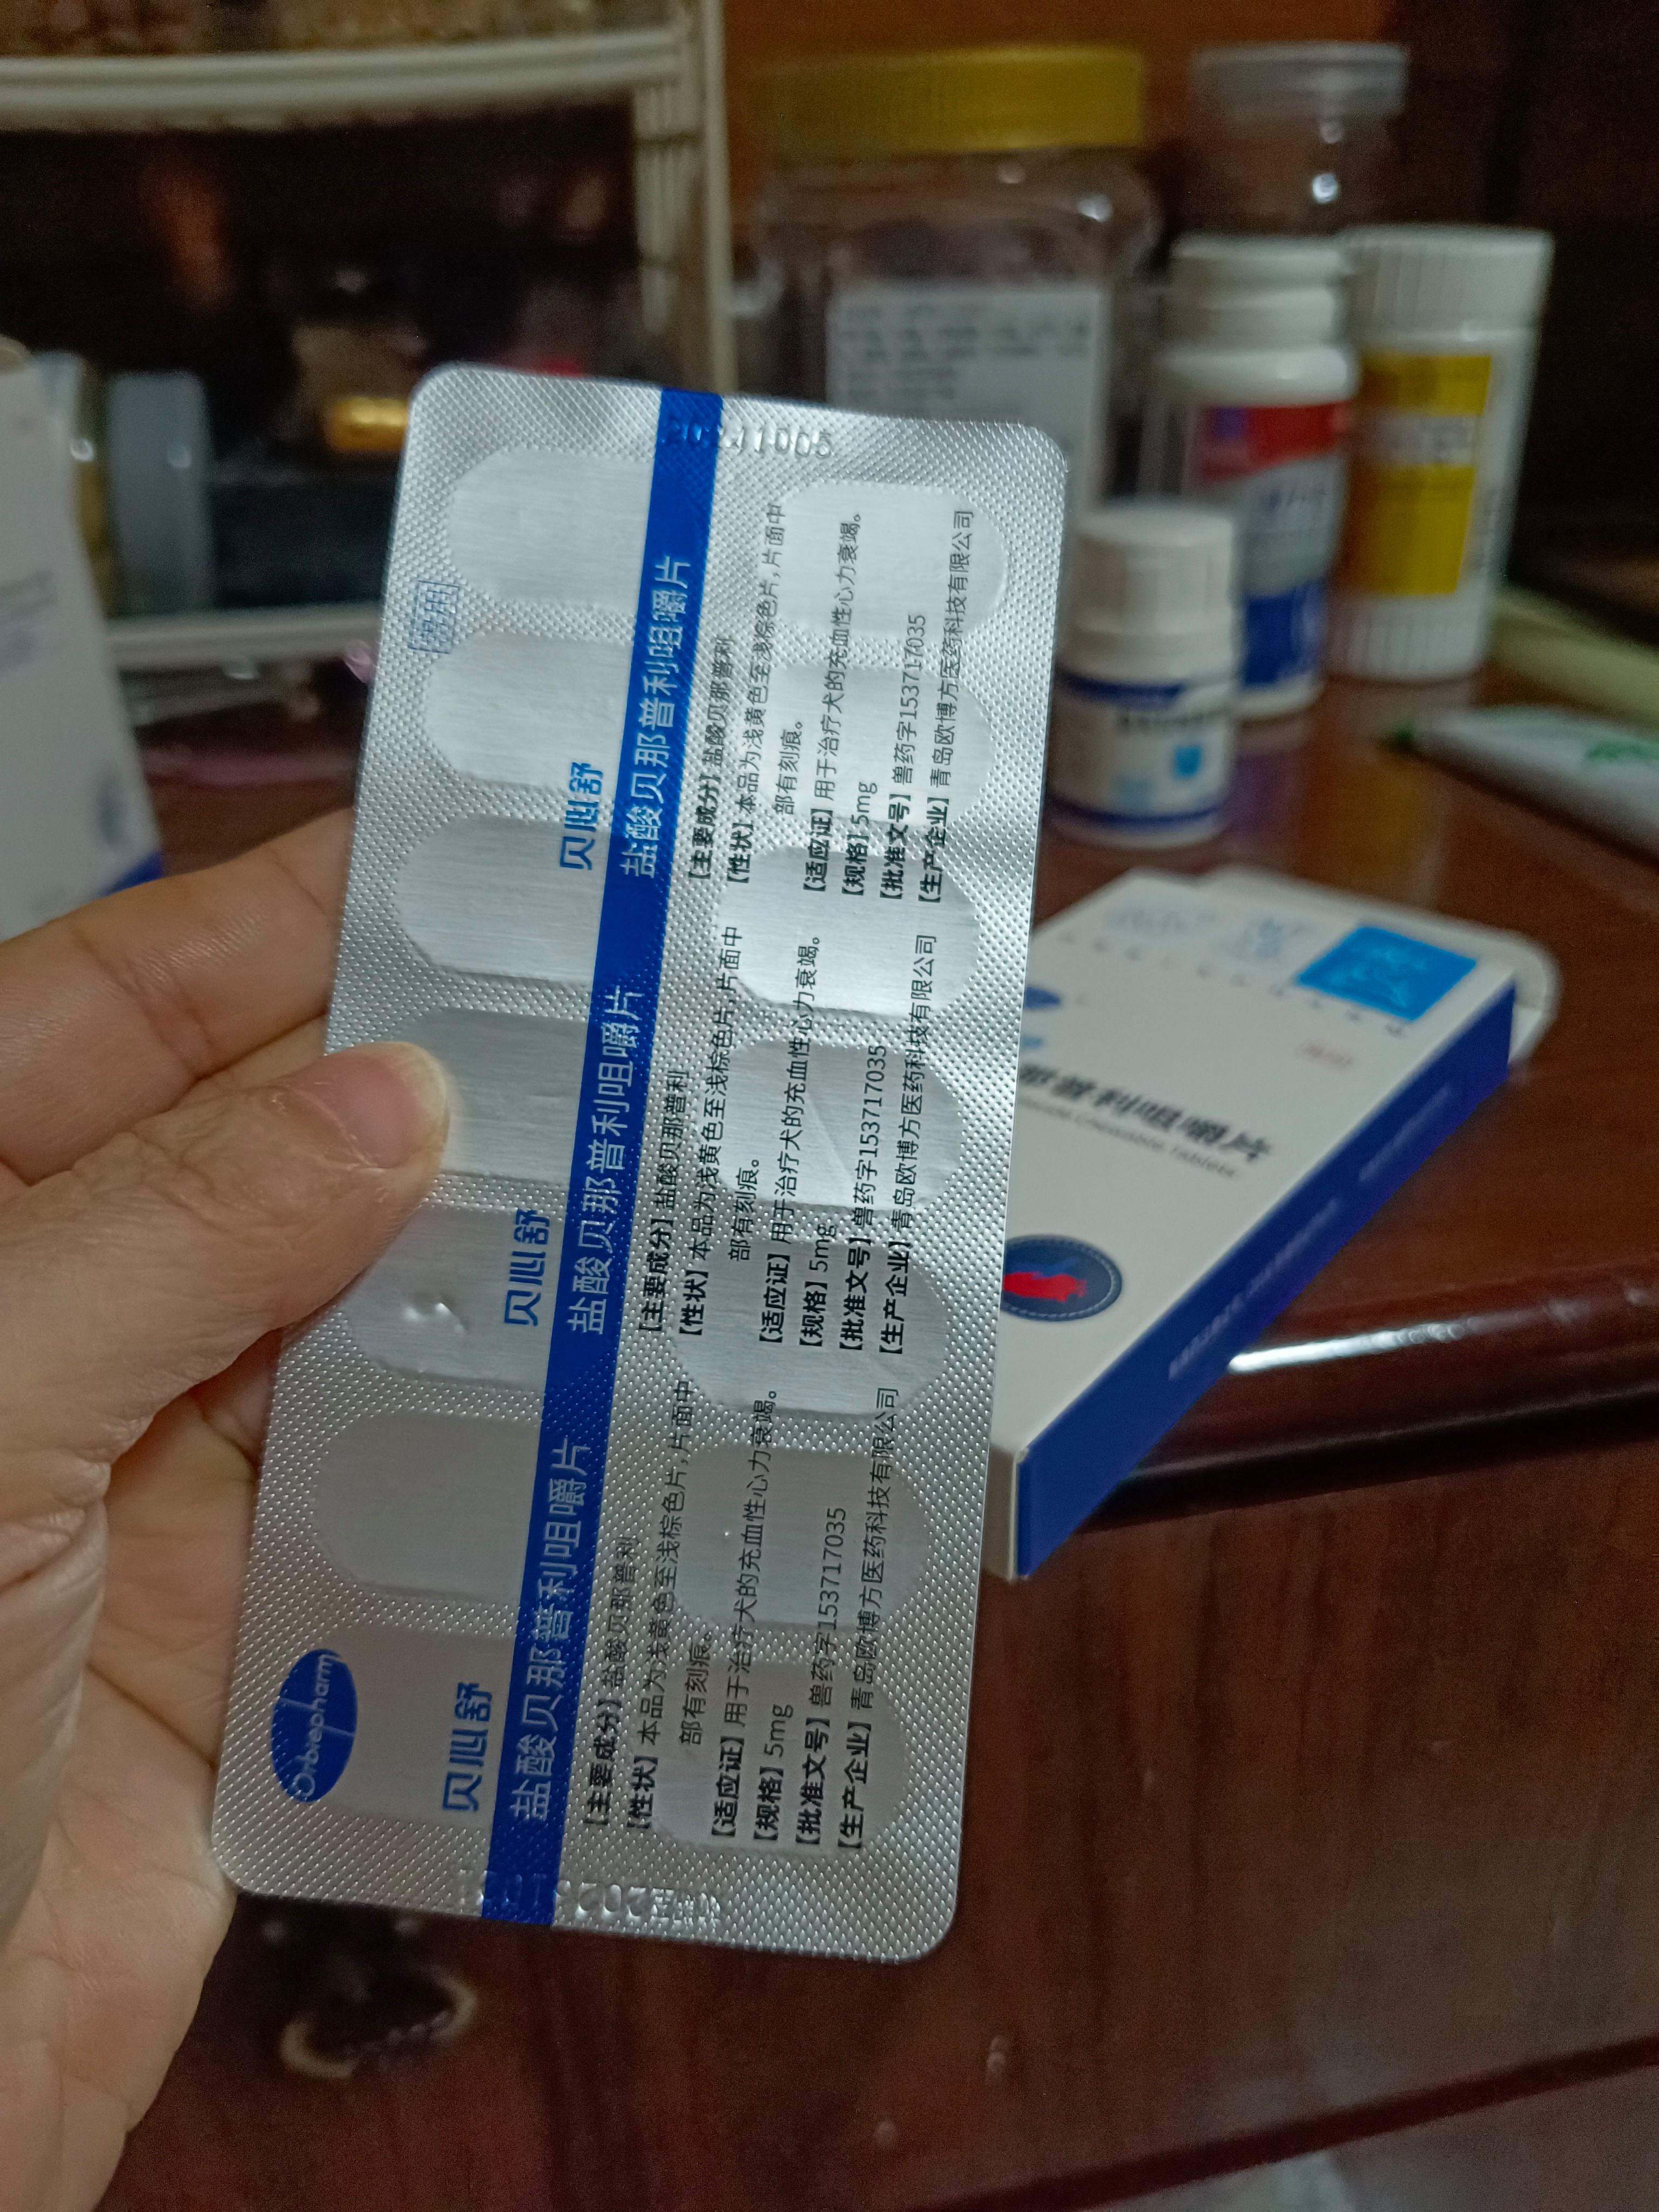 兽用
20241005
Orbiepharm
贝心舒
盐酸贝那普利咀嚼片
【主要成分】盐酸贝那普利
【性状】本品为浅黄色至浅棕色片,片面中
部有刻痕。
【适应证】用于治疗犬的充血性心力衰竭。
【规格】5mg
【批准文号】兽药字153717035
【生产企业】青岛欧博方医药科技有限公司
贝心舒
盐酸贝那普利咀嚼片
【主要成分】盐酸贝那普利
【性状】本品为浅黄色至浅棕色片,片面中
部有刻痕。
【适应证】用于治疗犬的充血性心力衰竭。
【规格】5mg
【批准文号】兽药字153717035
【生产企业】青岛欧博方医药科技有限公司
贝心舒
盐酸贝那普利咀嚼片
【主要成分】盐酸贝那普利
【性状】本品为浅黄色至浅棕色片,片面中
部有刻痕。
【适应证】用于治疗犬的充血性心力衰竭。
【规格】5mg
【批准文号】兽药字153717035
【生产企业】青岛欧博方医药科技有限公司
那普利咀嚼片
Chewable Tablets